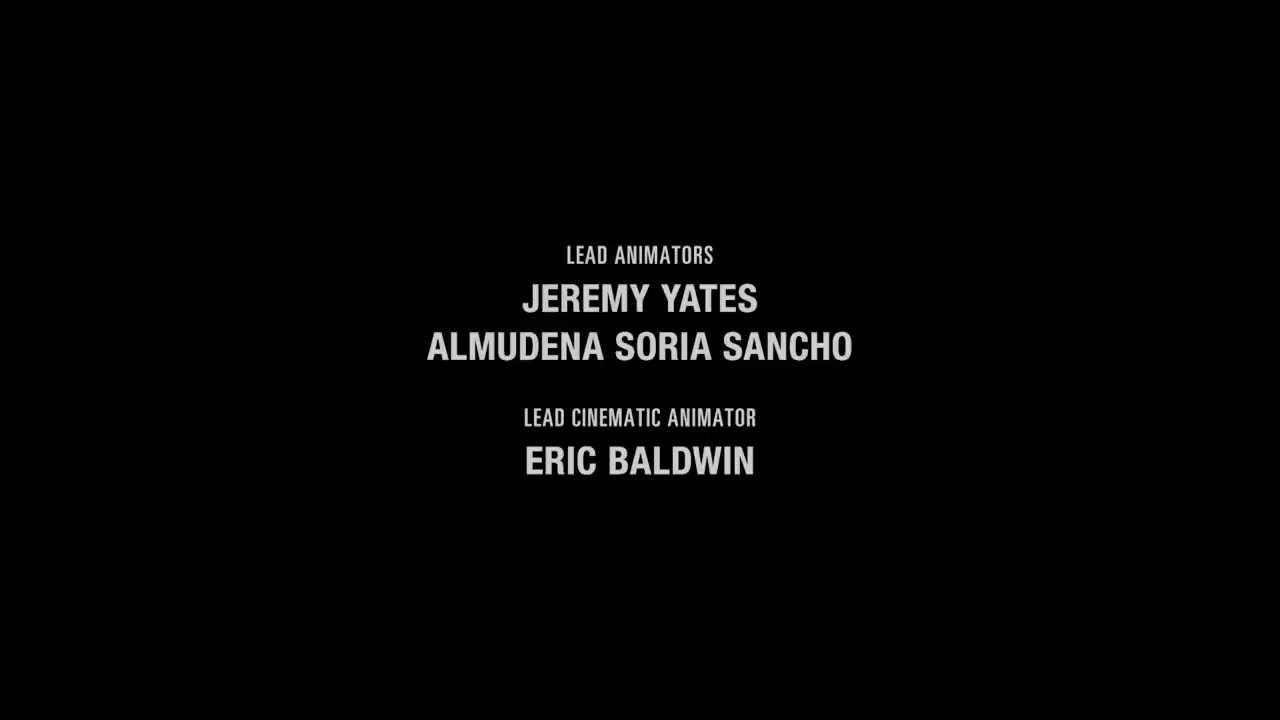 LEAD ANIMATORS
JEREMY YATES
ALMUDENA SORIA SANCHO
LEAD CINEMATIC ANIMATOR
ERIC BALDWIN